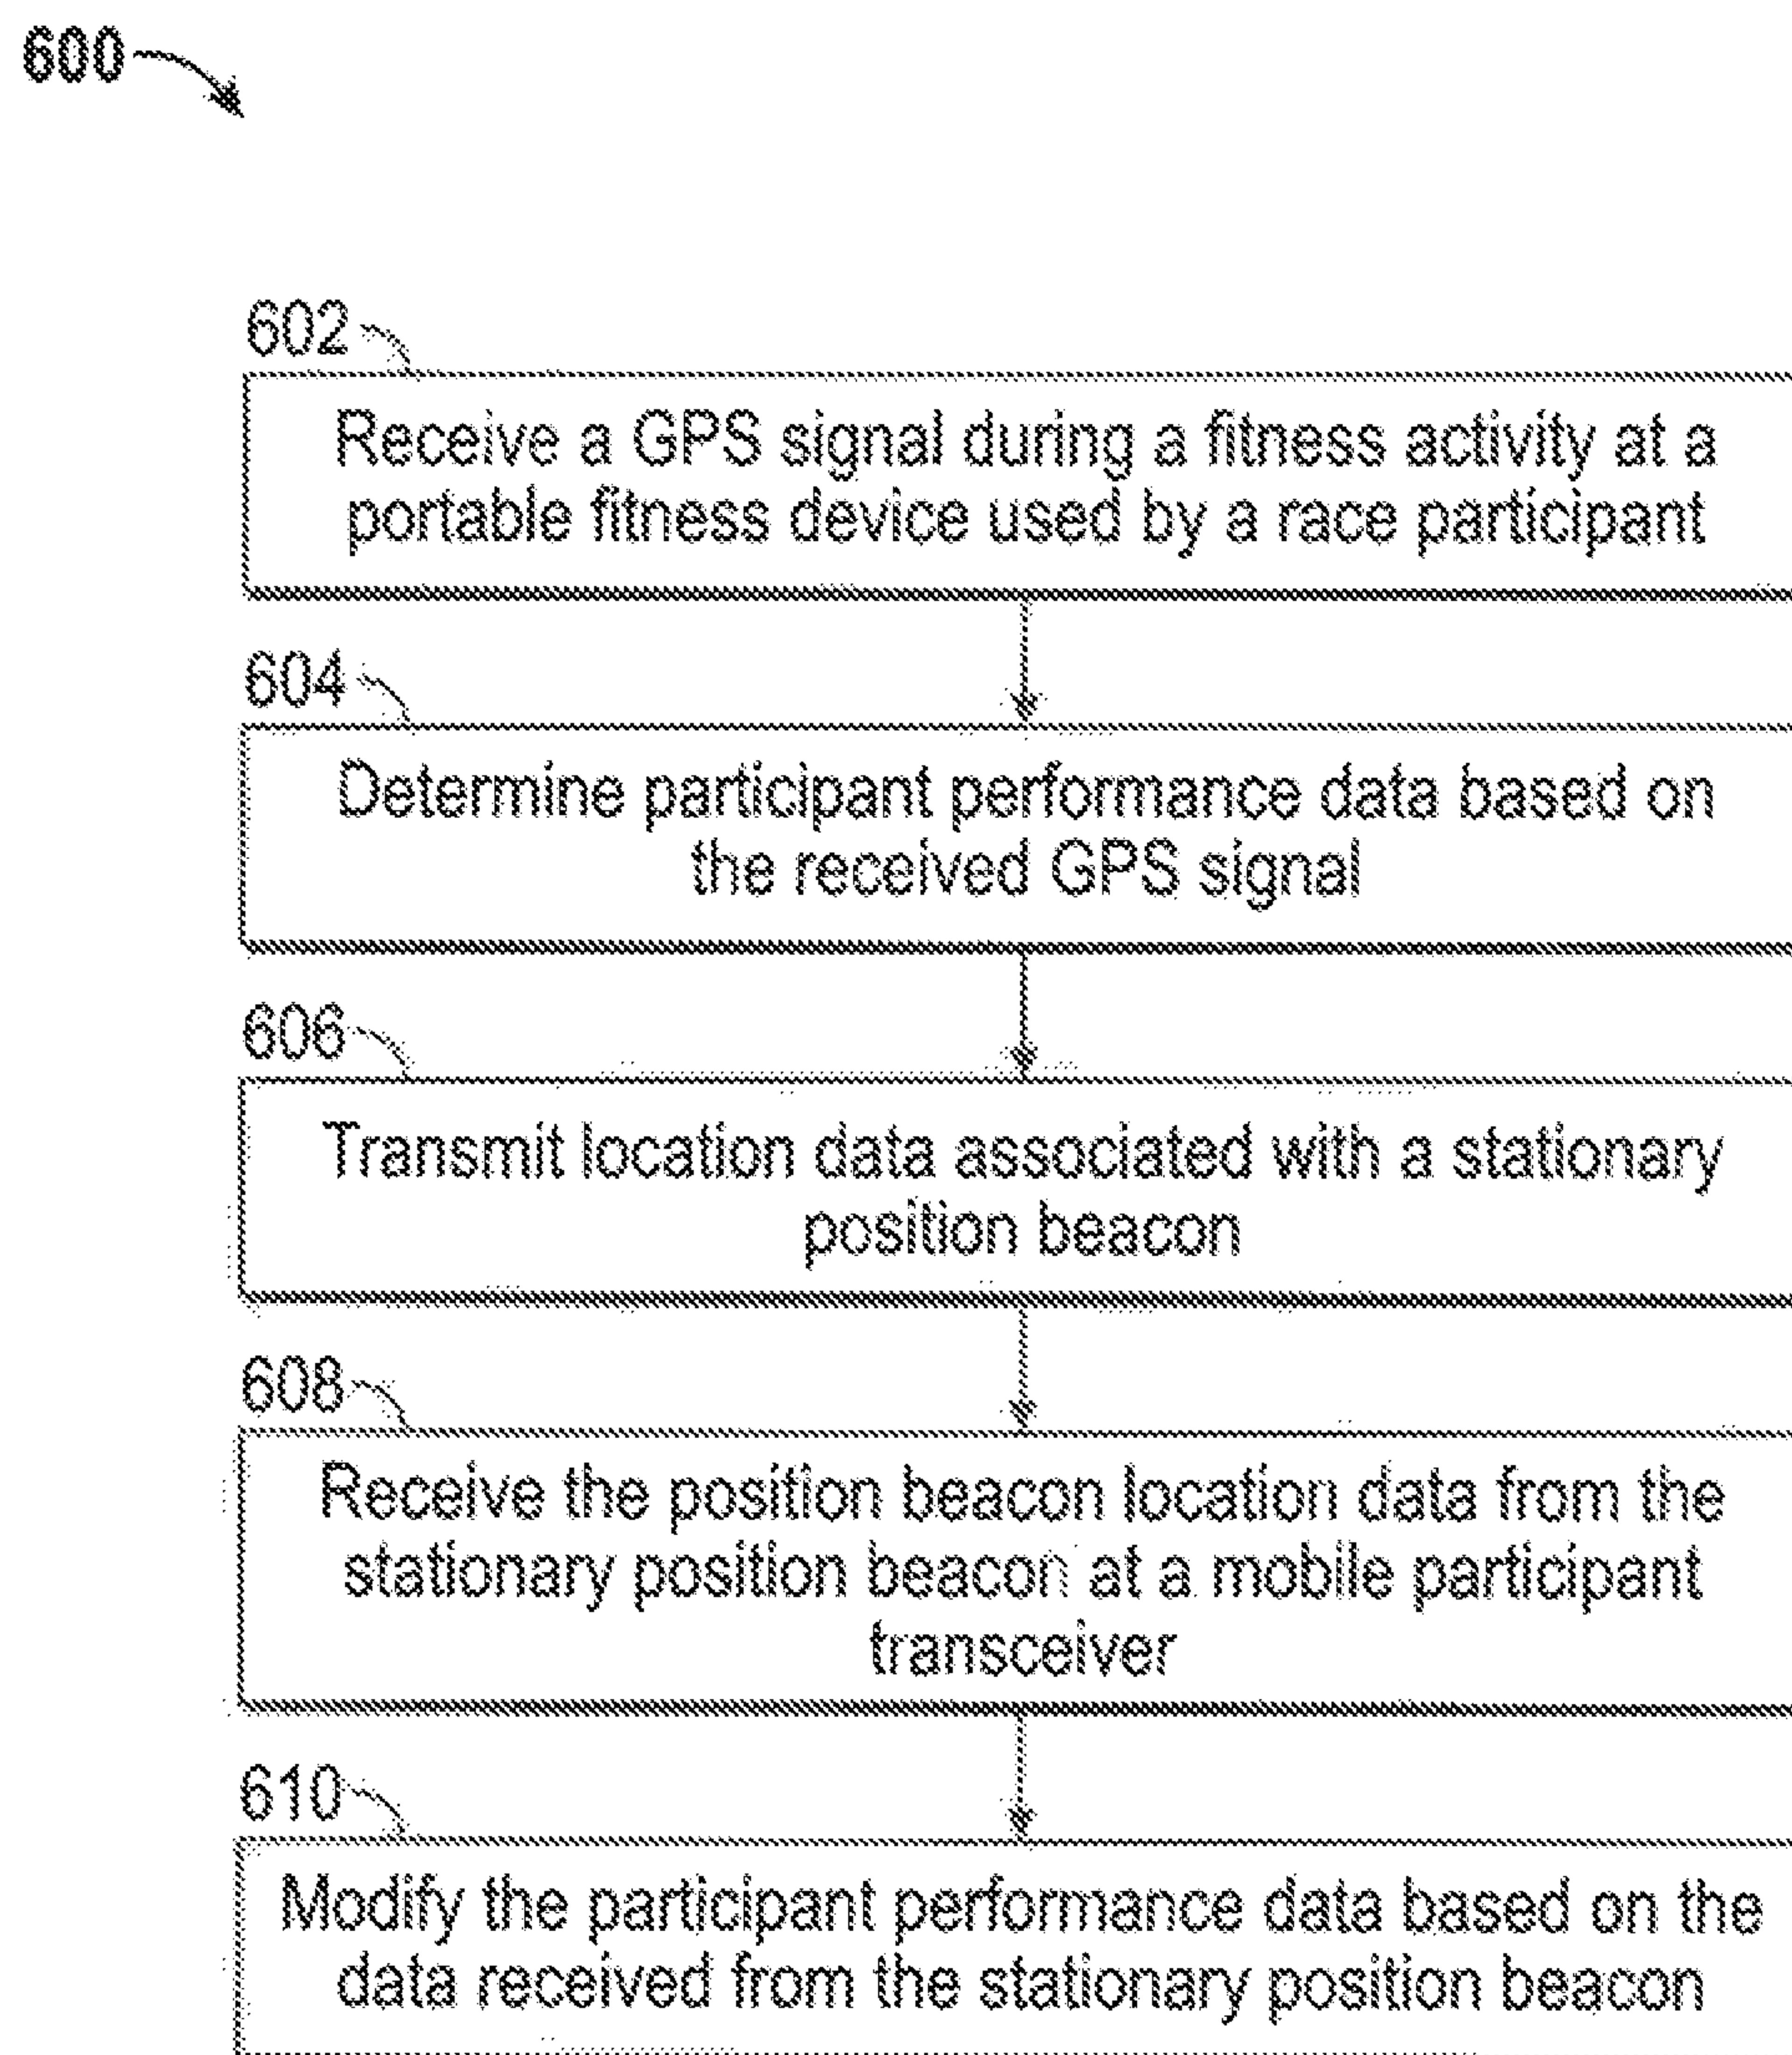 600
602
Receive a GPS signal during a fitness activity at a
portable fitness device used by a race participant
604
Determine participant performance data based on
the received GPS signal
606
Transmit location data associated with a stationary
position beacon
608
Receive the position beacon location data from the
stationary position beacon at a mobile participant
transceiver
610
Modify the participant performance data based on the
data received from the stationary position beacon